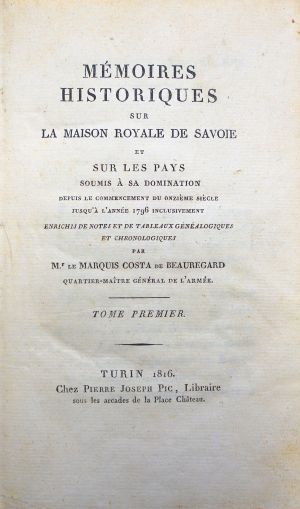 MÉMOIRES
HISTORIQUES
SUR
LA MAISON ROYALE DE SAVOIE
ET
SUR LES PAYS
SOUMIS À SA DOMINATION
DEPUIS LE COMMENCEMENT DU ONZIÈME SIÈCLE
JUSQU'À L'ANNÉE 1796 INCLUSIVEMENT
ENRICHIS DE NOTES ET DE TABLEAUX GÉNÉALOGIQUES
ET CHRONOLOGIQUES
PAR
M.r LE MARQUIS COSTA DE BEAUREGARD
QUARTIER-MAÎTRE GÉNÉRAL DE L'ARMÉE.
TOME PREMIER.
TURIN 1816.
Chez PIERRE JOSEPH PIC, Libraire
sous les arcades de la Place Château.